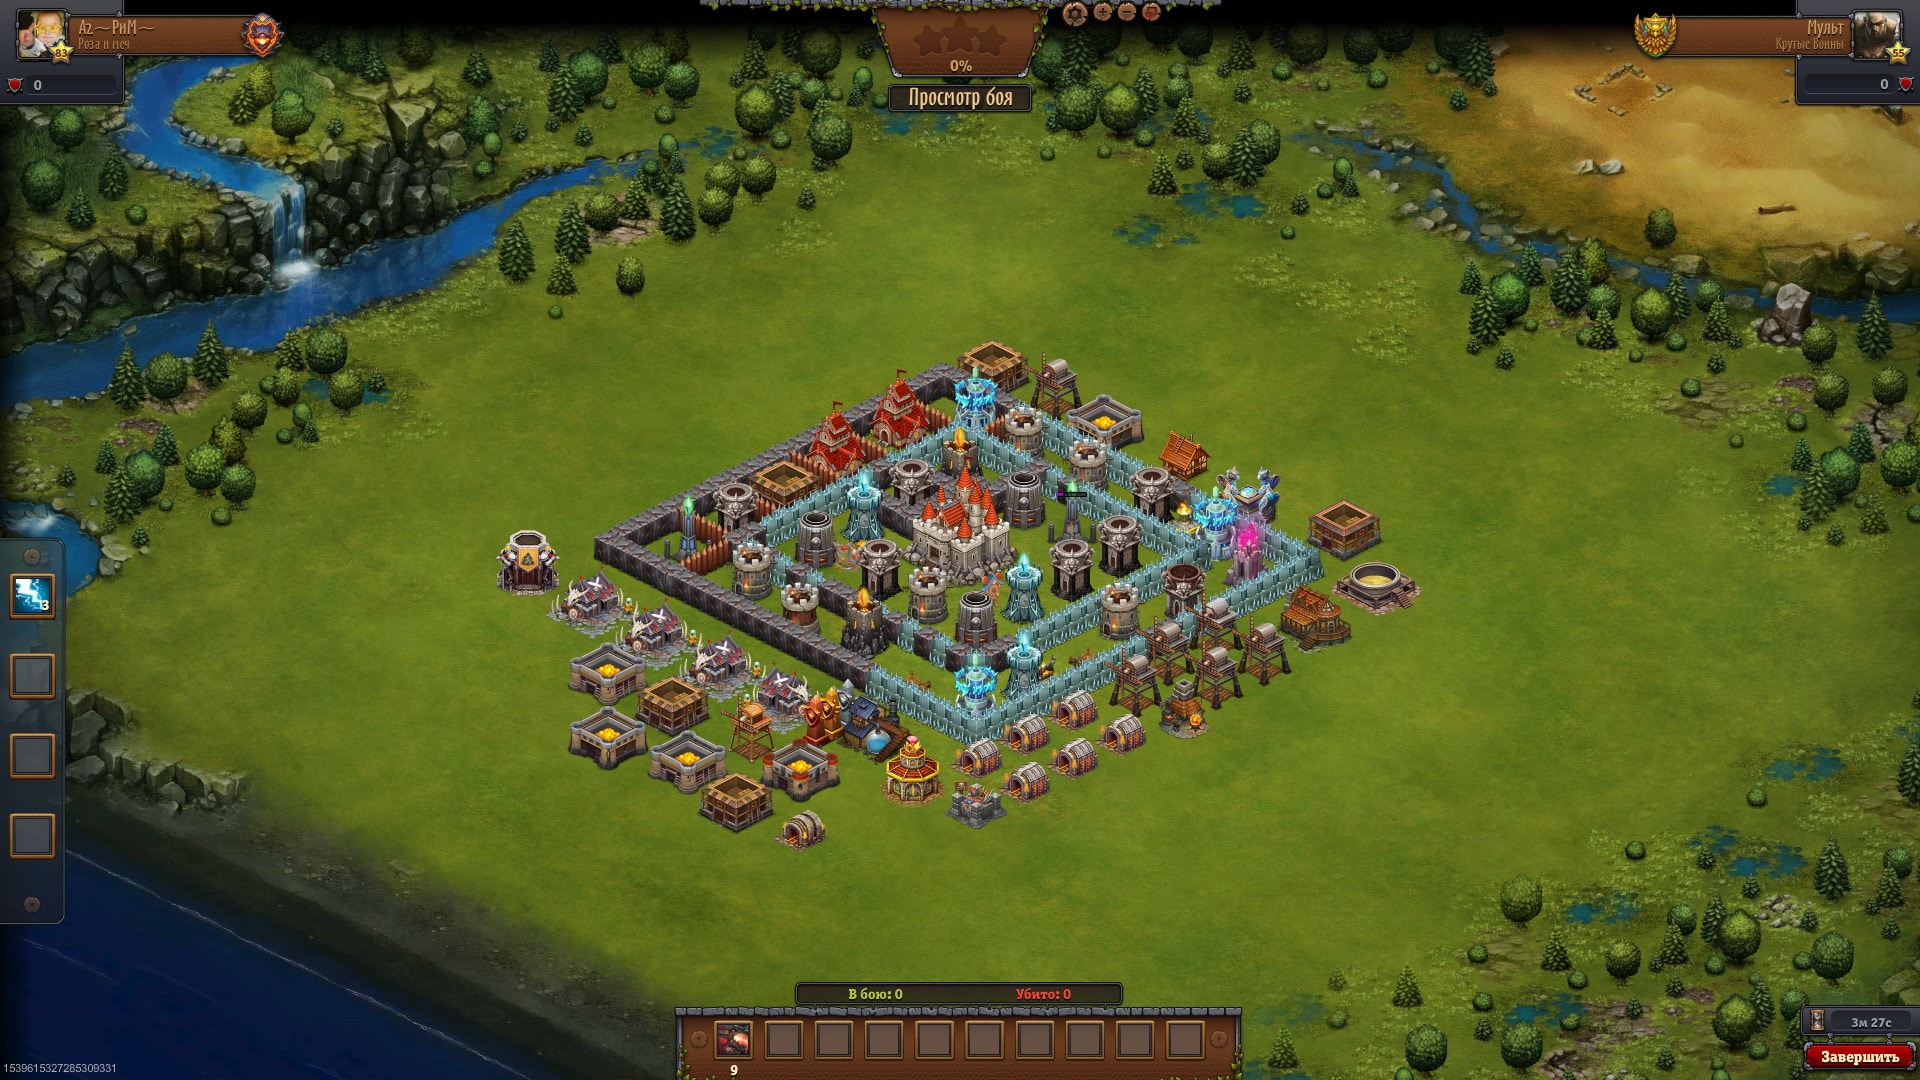 Az~РиМ~
Роза и меч
83
0
0%
Просмотр боя
Мульт
Крутые Воины
55
0
3
В бою: 0
Убито: 0
9
3м 27с
Завершить
1539615327285309331